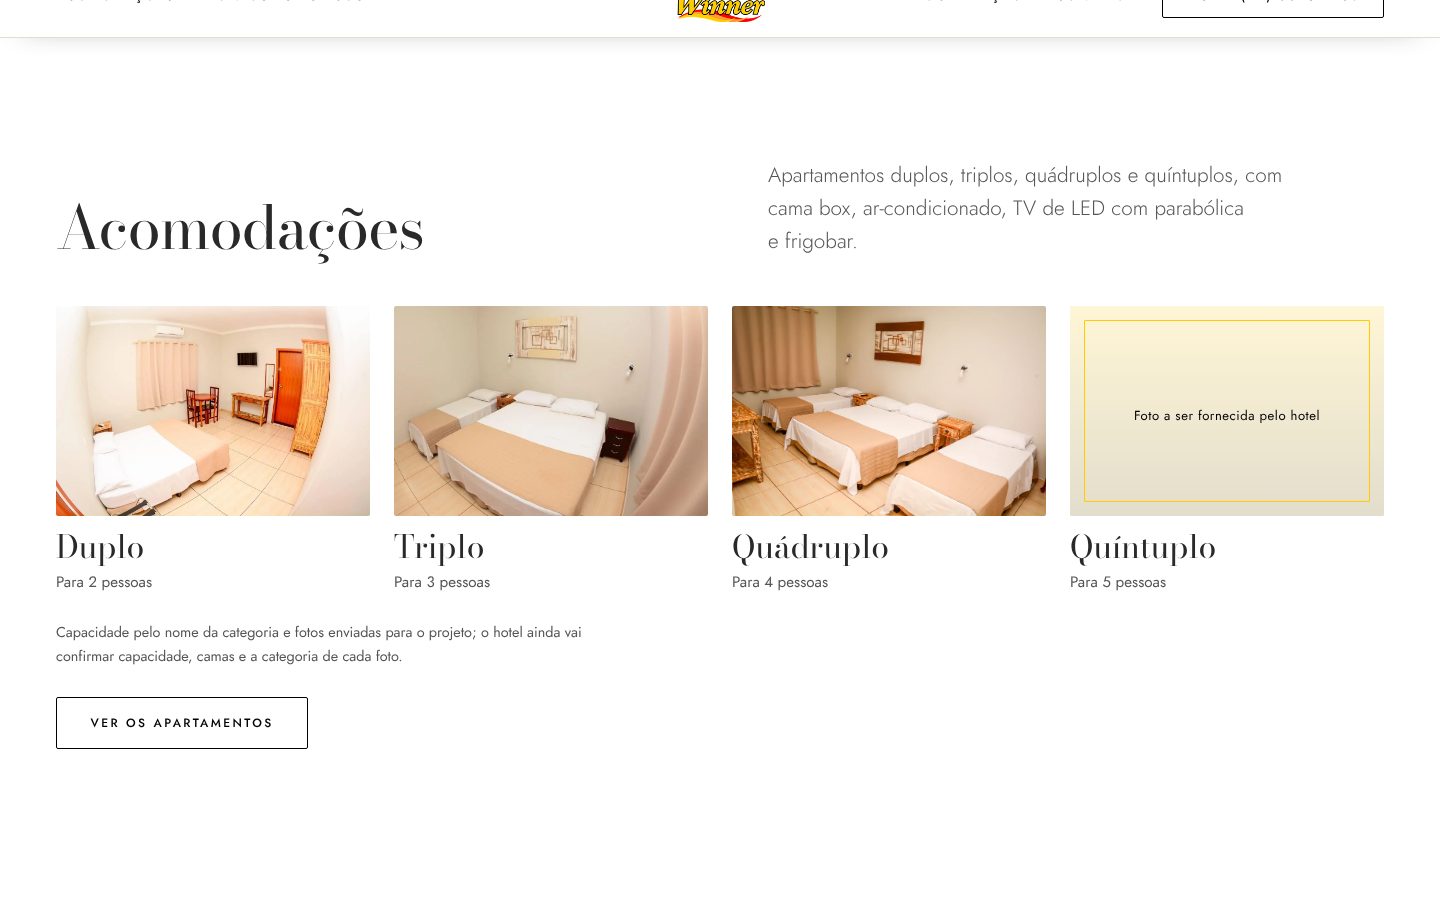 Winner
Acomodações
Apartamentos duplos, triplos, quádruplos e quíntuplos, com
cama box, ar-condicionado, TV de LED com parabólica
e frigobar.
Foto a ser fornecida pelo hotel
Duplo
Para 2 pessoas
Triplo
Para 3 pessoas
Quádruplo
Para 4 pessoas
Quíntuplo
Para 5 pessoas
Capacidade pelo nome da categoria e fotos enviadas para o projeto; o hotel ainda vai
confirmar capacidade, camas e a categoria de cada foto.
VER OS APARTAMENTOS